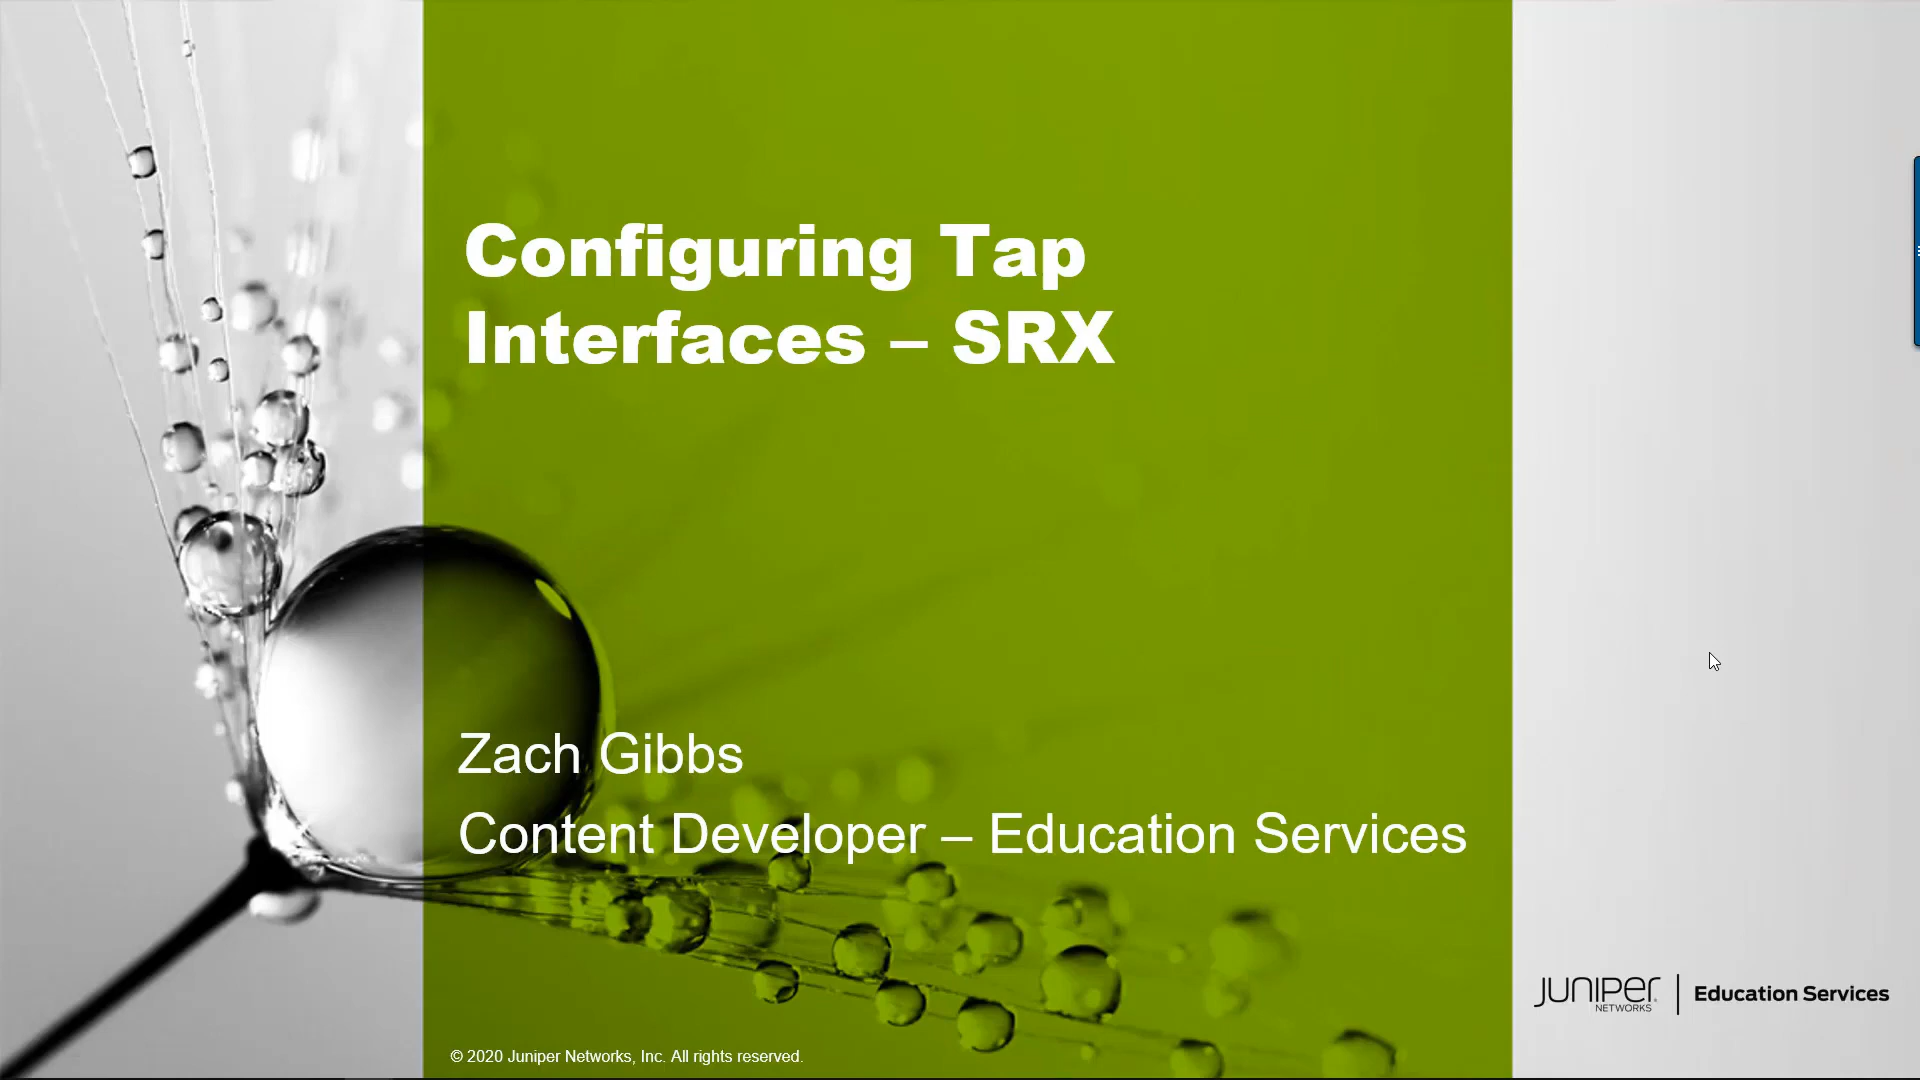 Configuring Tap
Interfaces – SRX
Zach Gibbs
Content Developer – Education Services
JUNIPER
NETWORKS
Education Services
© 2020 Juniper Networks, Inc. All rights reserved.